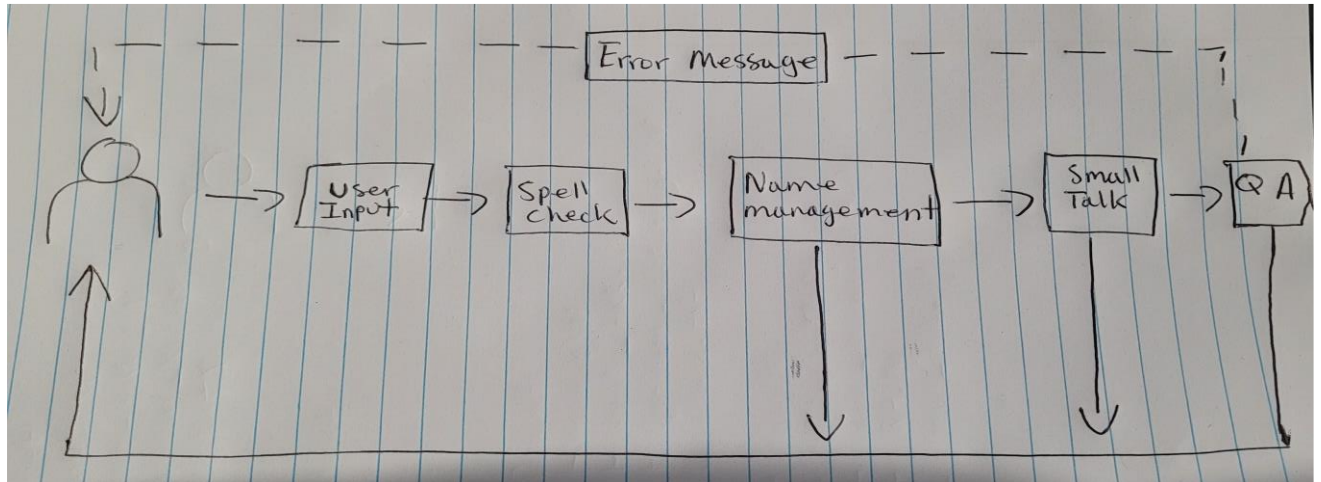 Error Message
User
Input
Spell
check
Name
management
Small
Talk
Q A